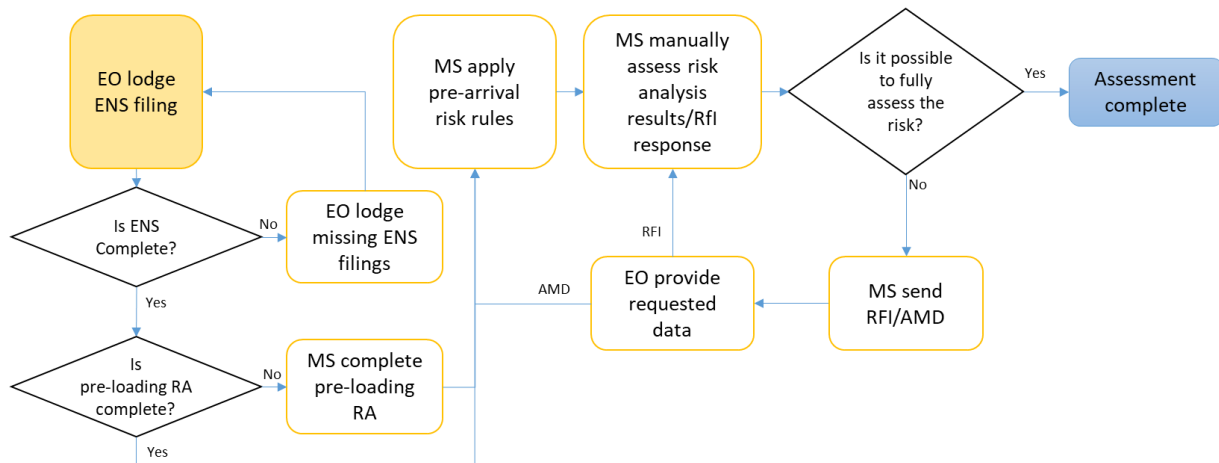 EO lodge
ENS filing
MS apply
pre-arrival
risk rules
MS manually
assess risk
analysis
results/RfI
response
Is it possible
to fully
assess the
risk?
Yes
Assessment
complete
No
Is ENS
Complete?
No
EO lodge
missing ENS
filings
RFI
Yes
AMD
EO provide
requested
data
MS send
RFI/AMD
Is
pre-loading RA
complete?
No
MS complete
pre-loading
RA
Yes